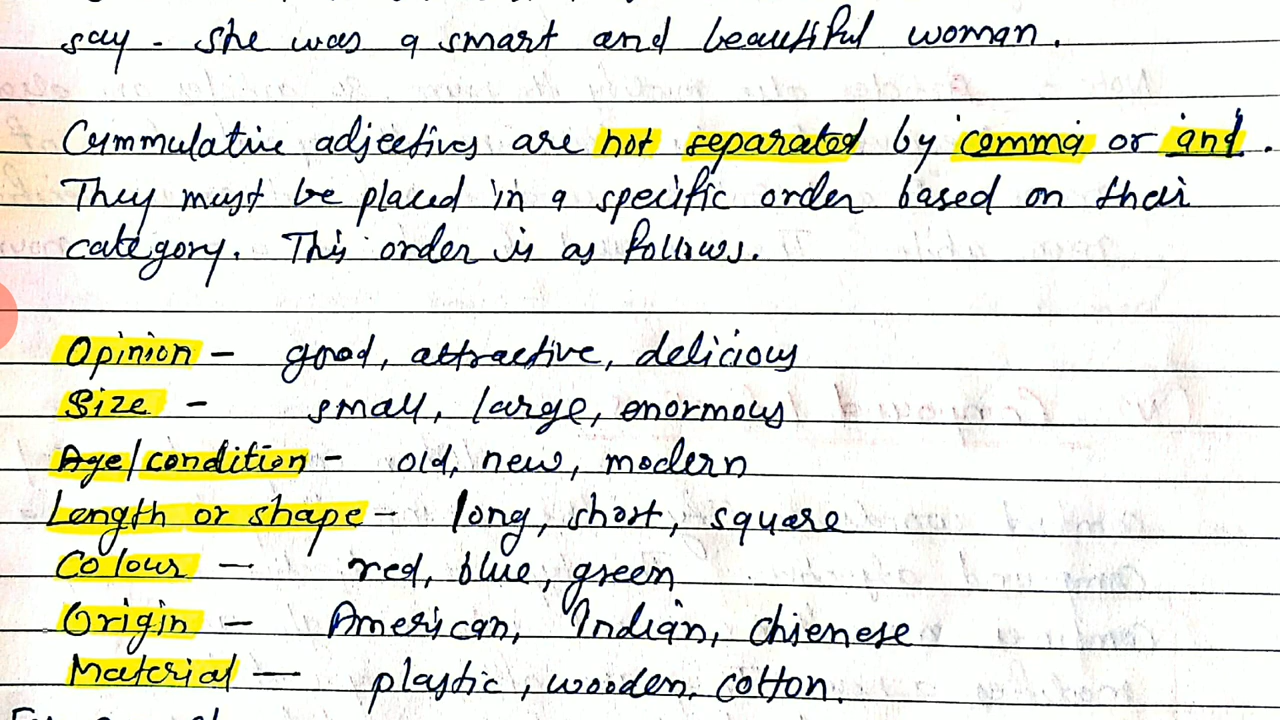 say - she was a smart and beautiful woman.
Cummulative adjectives are not separated by comma or and.
They must be placed in a specific order based on their
category. This order is as follows.
Opinion - good, attractive, delicious
Size - small, large, enormous
Age/condition - old, new, modern
Length or shape - long, short, square
Colour - red, blue, green
Origin - American, Indian, Chienese
Material - plastic, wooden, cotton.